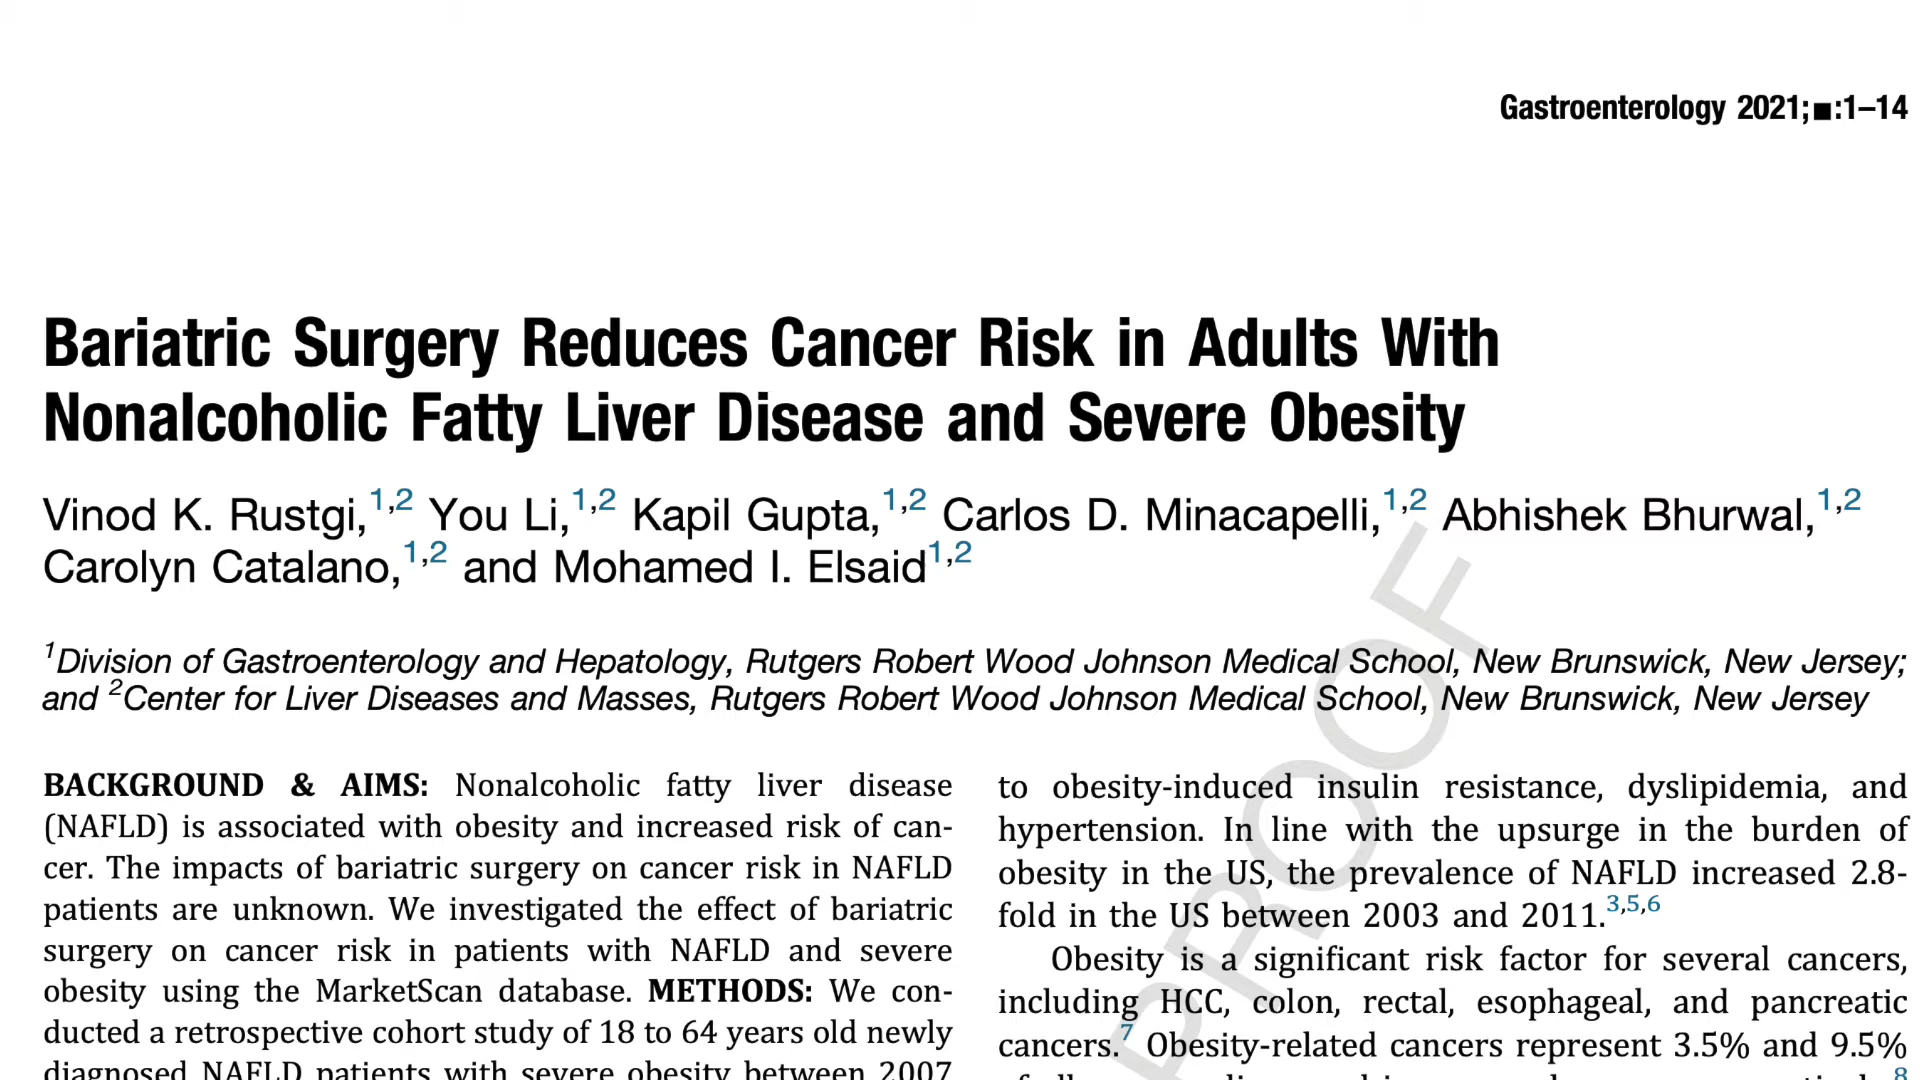 Gastroenterology 2021;■:1–14
Bariatric Surgery Reduces Cancer Risk in Adults With
Nonalcoholic Fatty Liver Disease and Severe Obesity
Vinod K. Rustgi,1,2 You Li,1,2 Kapil Gupta,1,2 Carlos D. Minacapelli,1,2 Abhishek Bhurwal,1,2
Carolyn Catalano,1,2 and Mohamed I. Elsaid1,2
1Division of Gastroenterology and Hepatology, Rutgers Robert Wood Johnson Medical School, New Brunswick, New Jersey;
and 2Center for Liver Diseases and Masses, Rutgers Robert Wood Johnson Medical School, New Brunswick, New Jersey
BACKGROUND & AIMS: Nonalcoholic fatty liver disease
(NAFLD) is associated with obesity and increased risk of can-
cer. The impacts of bariatric surgery on cancer risk in NAFLD
patients are unknown. We investigated the effect of bariatric
surgery on cancer risk in patients with NAFLD and severe
obesity using the MarketScan database. METHODS: We con-
ducted a retrospective cohort study of 18 to 64 years old newly
diagnosed NAFLD patients with severe obesity between 2007
to obesity-induced insulin resistance, dyslipidemia, and
hypertension. In line with the upsurge in the burden of
obesity in the US, the prevalence of NAFLD increased 2.8-
fold in the US between 2003 and 2011.3,5,6
Obesity is a significant risk factor for several cancers,
including HCC, colon, rectal, esophageal, and pancreatic
cancers.7 Obesity-related cancers represent 3.5% and 9.5%
8
PROOF